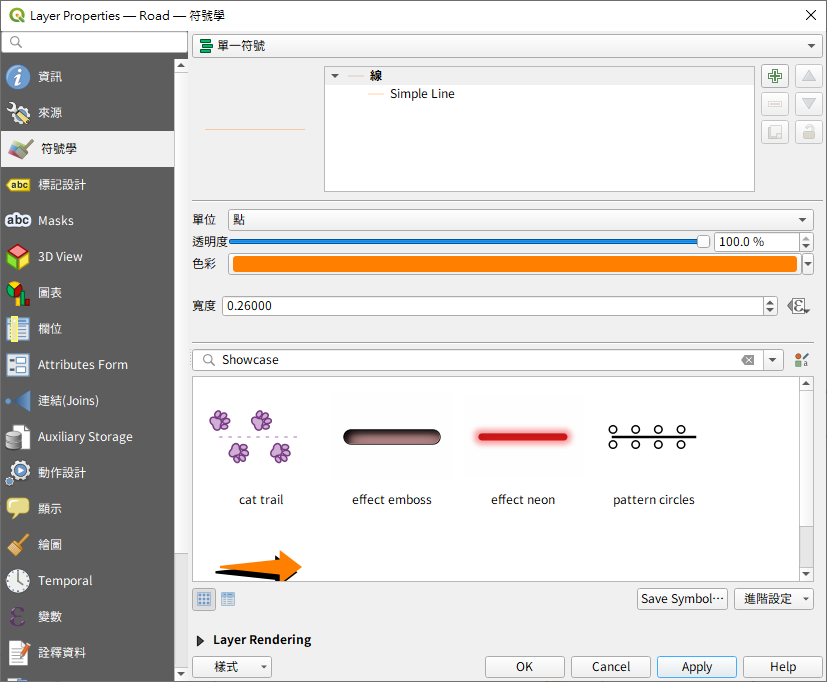 Layer Properties — Road — 符號學
單一符號
資訊
來源
符號學
abc 標記設計
abc Masks
3D View
圖表
欄位
Attributes Form
連結(Joins)
Auxiliary Storage
動作設計
顯示
繪圖
Temporal
變數
詮釋資料
線
Simple Line
單位 點
透明度 100.0 %
色彩
寬度 0.26000
Showcase
cat trail effect emboss effect neon pattern circles
Save Symbol… 進階設定
Layer Rendering
樣式 OK Cancel Apply Help